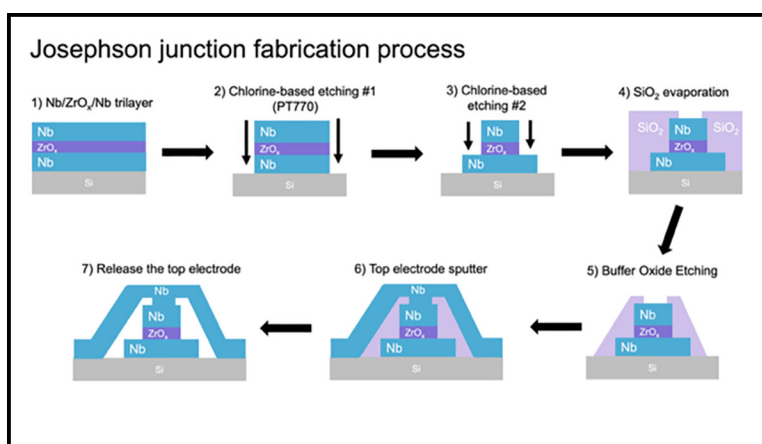 Josephson junction fabrication process
1) Nb/ZrOₓ/Nb trilayer
Nb
ZrOₓ
Nb
Si
2) Chlorine-based etching #1
(PT770)
Nb
ZrOₓ
Nb
Si
3) Chlorine-based
etching #2
Nb
ZrOₓ
Nb
Si
4) SiO₂ evaporation
SiO₂
Nb
SiO₂
ZrOₓ
Nb
Si
5) Buffer Oxide Etching
Nb
ZrOₓ
Nb
Si
6) Top electrode sputter
Nb
Nb
ZrOₓ
Nb
Si
7) Release the top electrode
Nb
Nb
ZrOₓ
Nb
Si